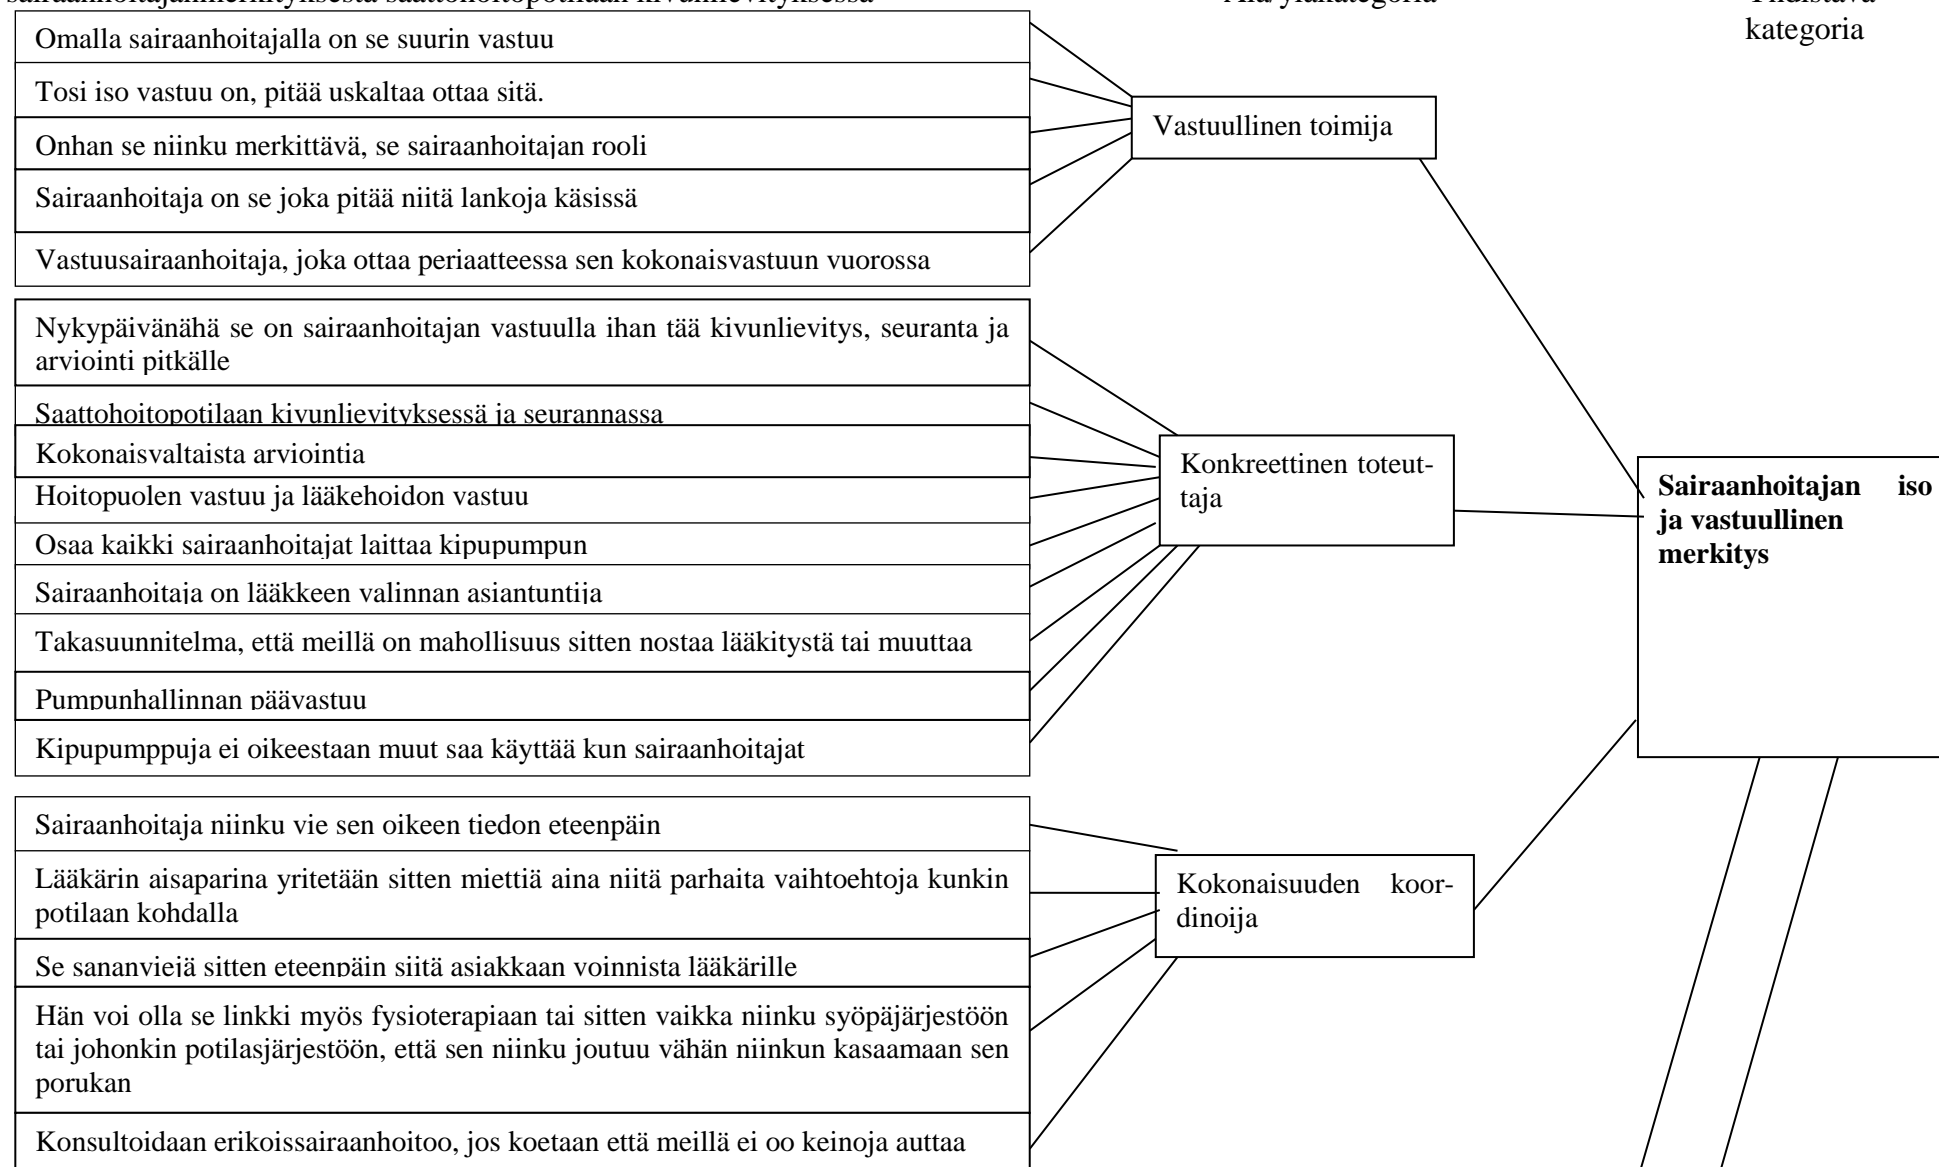 sairaanhoitajanmerkityksestä saattohoitopotilaan kivunlievityksessä
Ala/yläkategoria
Yhdistävä
kategoria
Omalla sairaanhoitajalla on se suurin vastuu
Tosi iso vastuu on, pitää uskaltaa ottaa sitä.
Onhan se niinku merkittävä, se sairaanhoitajan rooli
Sairaanhoitaja on se joka pitää niitä lankoja käsissä
Vastuusairaanhoitaja, joka ottaa periaatteessa sen kokonaisvastuun vuorossa
Vastuullinen toimija
Nykypäivänähä se on sairaanhoitajan vastuulla ihan tää kivunlievitys, seuranta ja
arviointi pitkälle
Saattohoitopotilaan kivunlievityksessä ja seurannassa
Kokonaisvaltaista arviointia
Hoitopuolen vastuu ja lääkehoidon vastuu
Osaa kaikki sairaanhoitajat laittaa kipupumpun
Sairaanhoitaja on lääkkeen valinnan asiantuntija
Takasuunnitelma, että meillä on mahollisuus sitten nostaa lääkitystä tai muuttaa
Pumpunhallinnan päävastuu
Kipupumppuja ei oikeestaan muut saa käyttää kun sairaanhoitajat
Konkreettinen toteut-
taja
Sairaanhoitajan iso
ja vastuullinen
merkitys
Sairaanhoitaja niinku vie sen oikeen tiedon eteenpäin
Lääkärin aisaparina yritetään sitten miettiä aina niitä parhaita vaihtoehtoja kunkin
potilaan kohdalla
Se sananviejä sitten eteenpäin siitä asiakkaan voinnista lääkärille
Hän voi olla se linkki myös fysioterapiaan tai sitten vaikka niinku syöpäjärjestöön
tai johonkin potilasjärjestöön, että sen niinku joutuu vähän niinkun kasaamaan sen
porukan
Konsultoidaan erikoissairaanhoitoo, jos koetaan että meillä ei oo keinoja auttaa
Kokonaisuuden koor-
dinoija